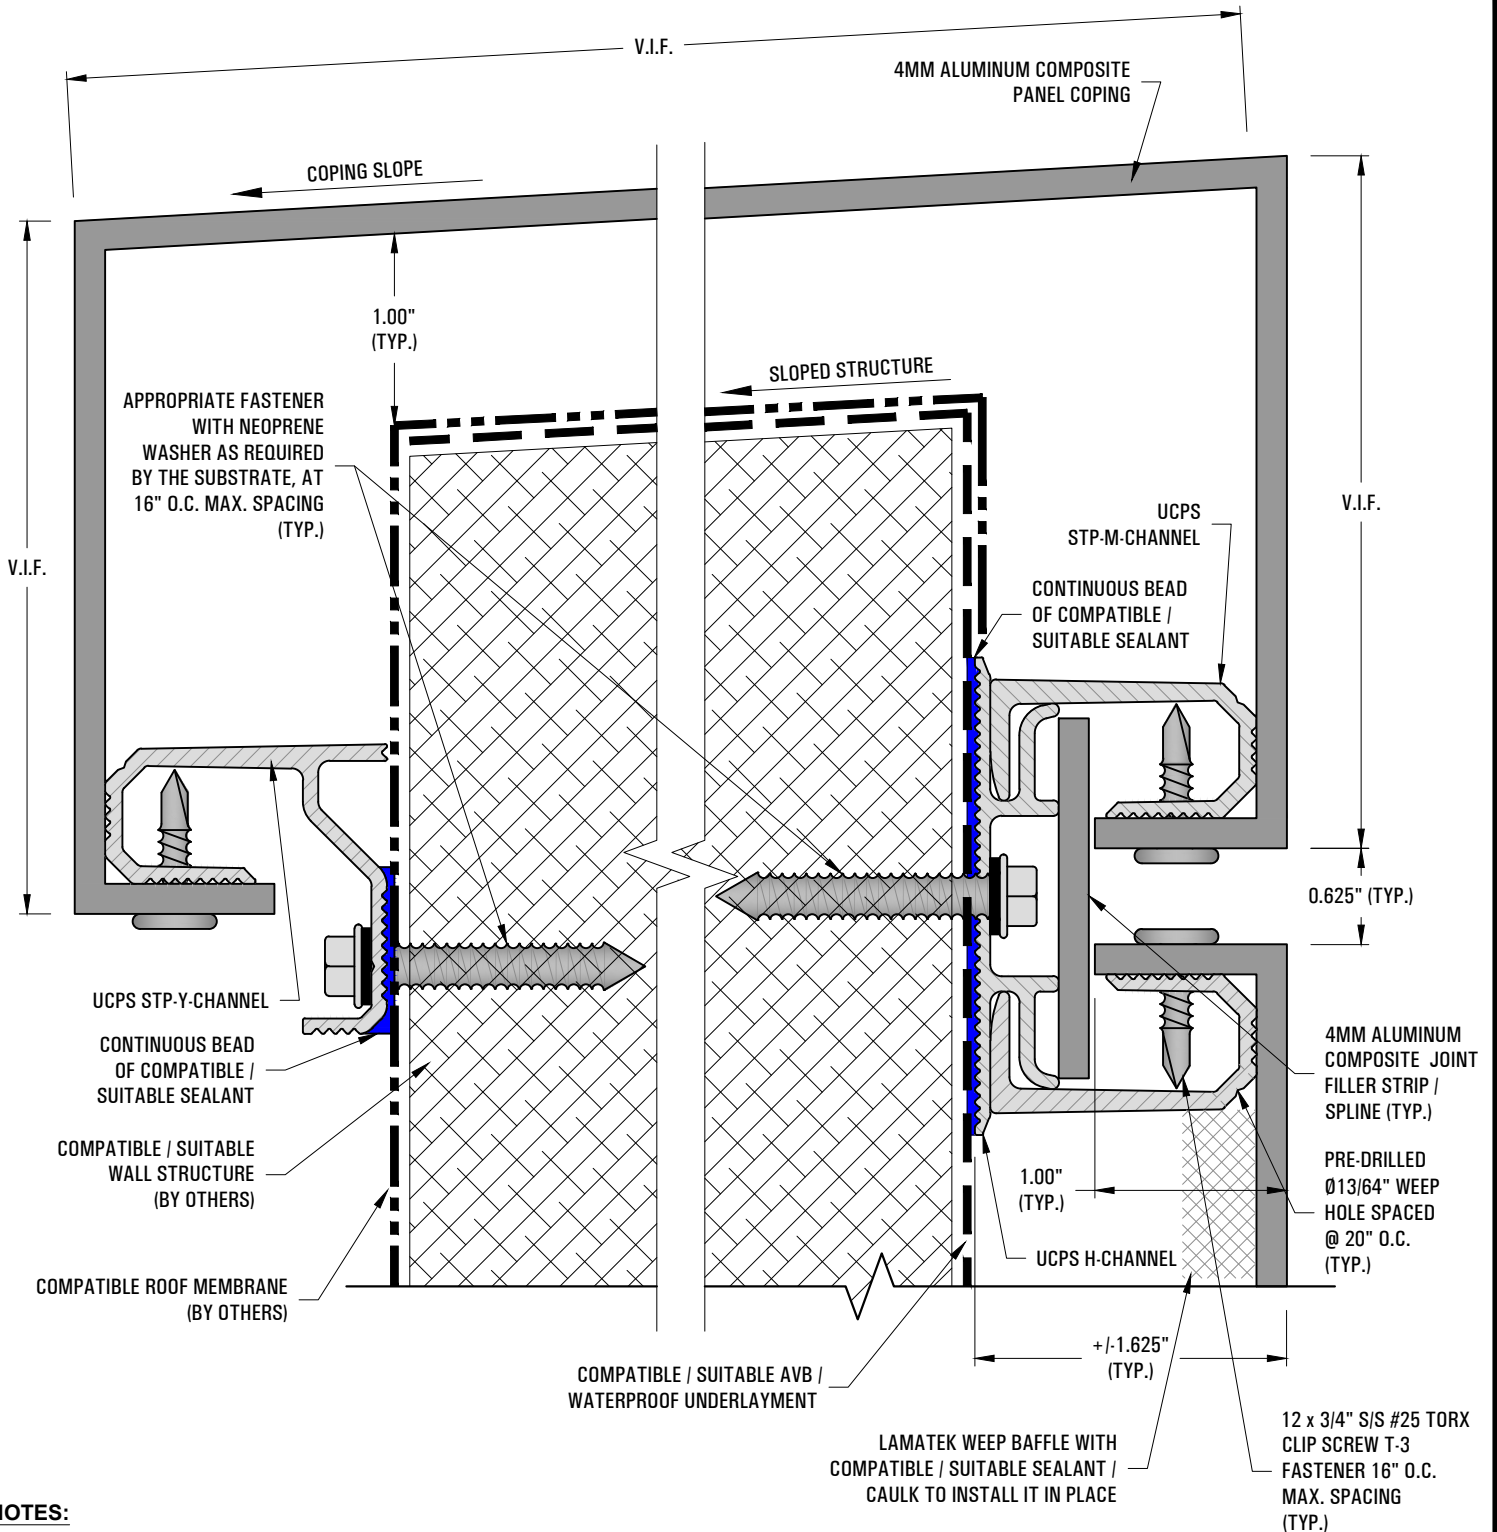 V.I.F.
4MM ALUMINUM COMPOSITE
PANEL COPING
COPING SLOPE
1.00"
(TYP.)
SLOPED STRUCTURE
APPROPRIATE FASTENER
WITH NEOPRENE
WASHER AS REQUIRED
BY THE SUBSTRATE, AT
16" O.C. MAX. SPACING
(TYP.)
V.I.F.
UCPS
STP-M-CHANNEL
V.I.F.
CONTINUOUS BEAD
OF COMPATIBLE /
SUITABLE SEALANT
0.625" (TYP.)
UCPS STP-Y-CHANNEL
CONTINUOUS BEAD
OF COMPATIBLE /
SUITABLE SEALANT
4MM ALUMINUM
COMPOSITE JOINT
FILLER STRIP /
SPLINE (TYP.)
COMPATIBLE / SUITABLE
WALL STRUCTURE
(BY OTHERS)
1.00"
(TYP.)
PRE-DRILLED
Ø13/64" WEEP
HOLE SPACED
@ 20" O.C.
(TYP.)
UCPS H-CHANNEL
COMPATIBLE ROOF MEMBRANE
(BY OTHERS)
+/-1.625"
(TYP.)
COMPATIBLE / SUITABLE AVB /
WATERPROOF UNDERLAYMENT
LAMATEK WEEP BAFFLE WITH
COMPATIBLE / SUITABLE SEALANT /
CAULK TO INSTALL IT IN PLACE
12 x 3/4" S/S #25 TORX
CLIP SCREW T-3
FASTENER 16" O.C.
MAX. SPACING
(TYP.)
NOTES: